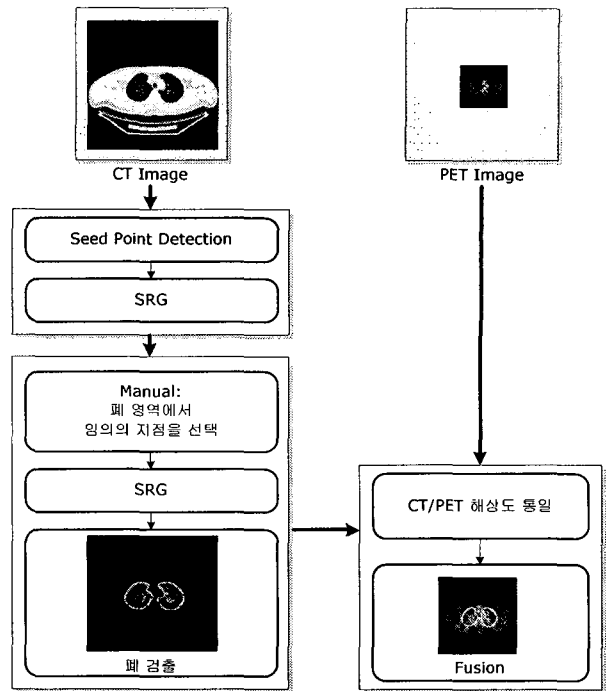 CT Image
PET Image
Seed Point Detection
SRG
Manual:
폐 영역에서
임의의 지점을 선택
SRG
폐 검출
CT/PET 해상도 통일
Fusion